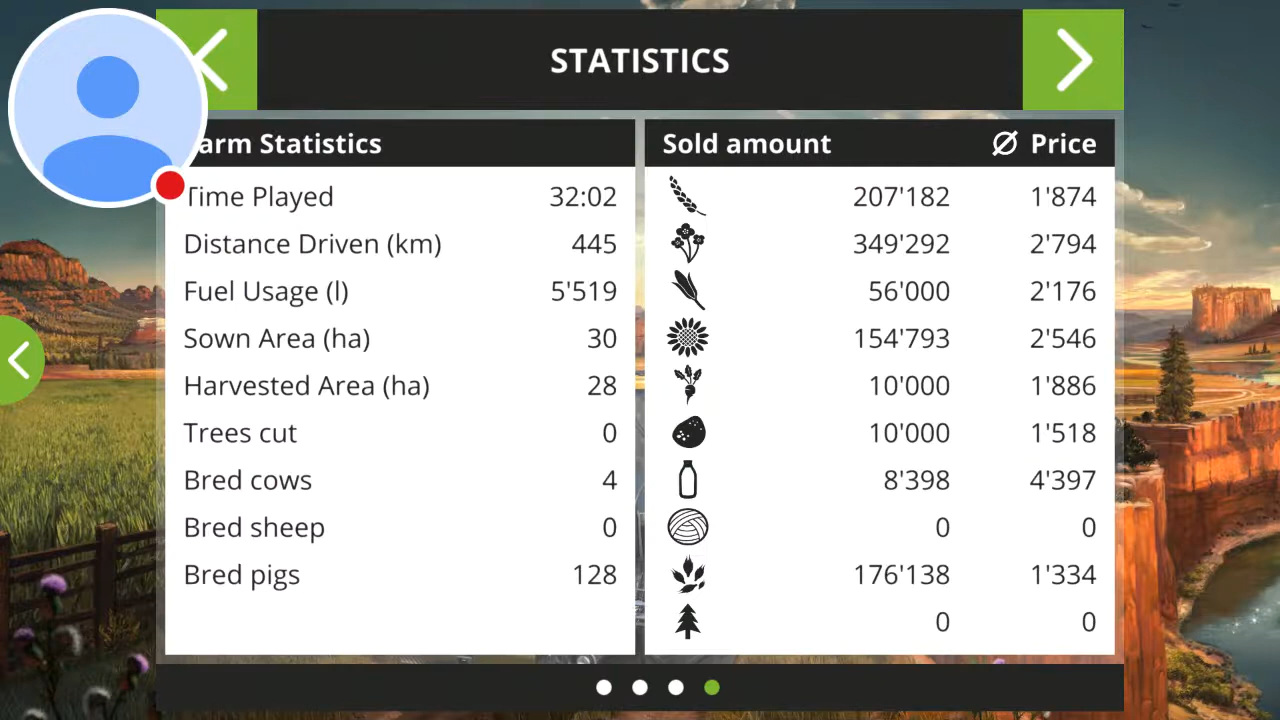 STATISTICS
arm Statistics
Time Played 32:02
Distance Driven (km) 445
Fuel Usage (l) 5'519
Sown Area (ha) 30
Harvested Area (ha) 28
Trees cut 0
Bred cows 4
Bred sheep 0
Bred pigs 128
Sold amount Ø Price
207'182 1'874
349'292 2'794
56'000 2'176
154'793 2'546
10'000 1'886
10'000 1'518
8'398 4'397
0 0
176'138 1'334
0 0